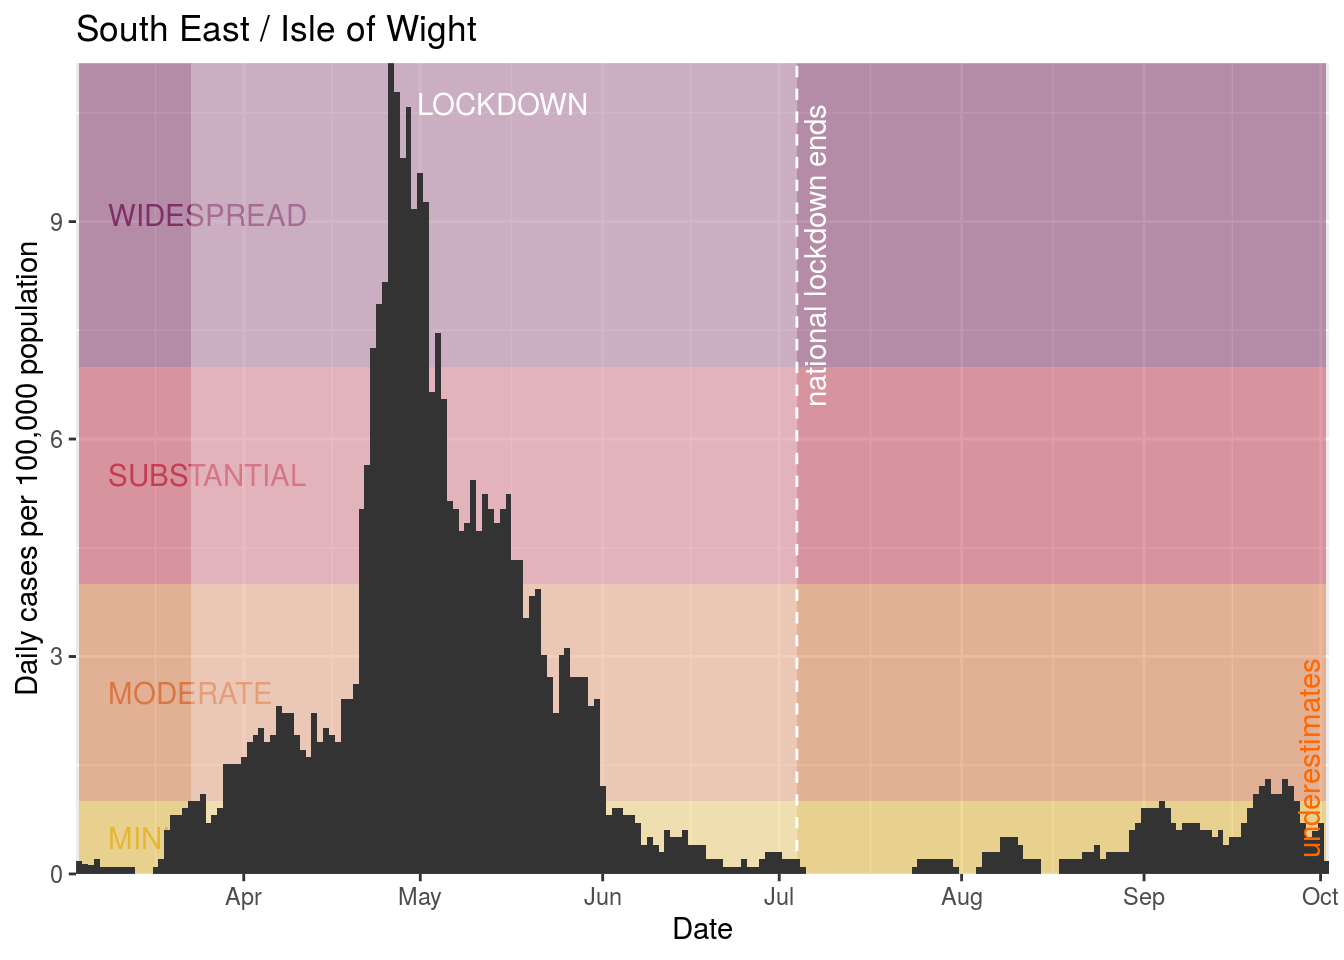 South East / Isle of Wight
LOCKDOWN
national lockdown ends
WIDESPREAD
SUBSTANTIAL
MODERATE
MIN
underestimates
Daily cases per 100,000 population
9
6
3
0
Apr
May
Jun
Jul
Aug
Sep
Oct
Date